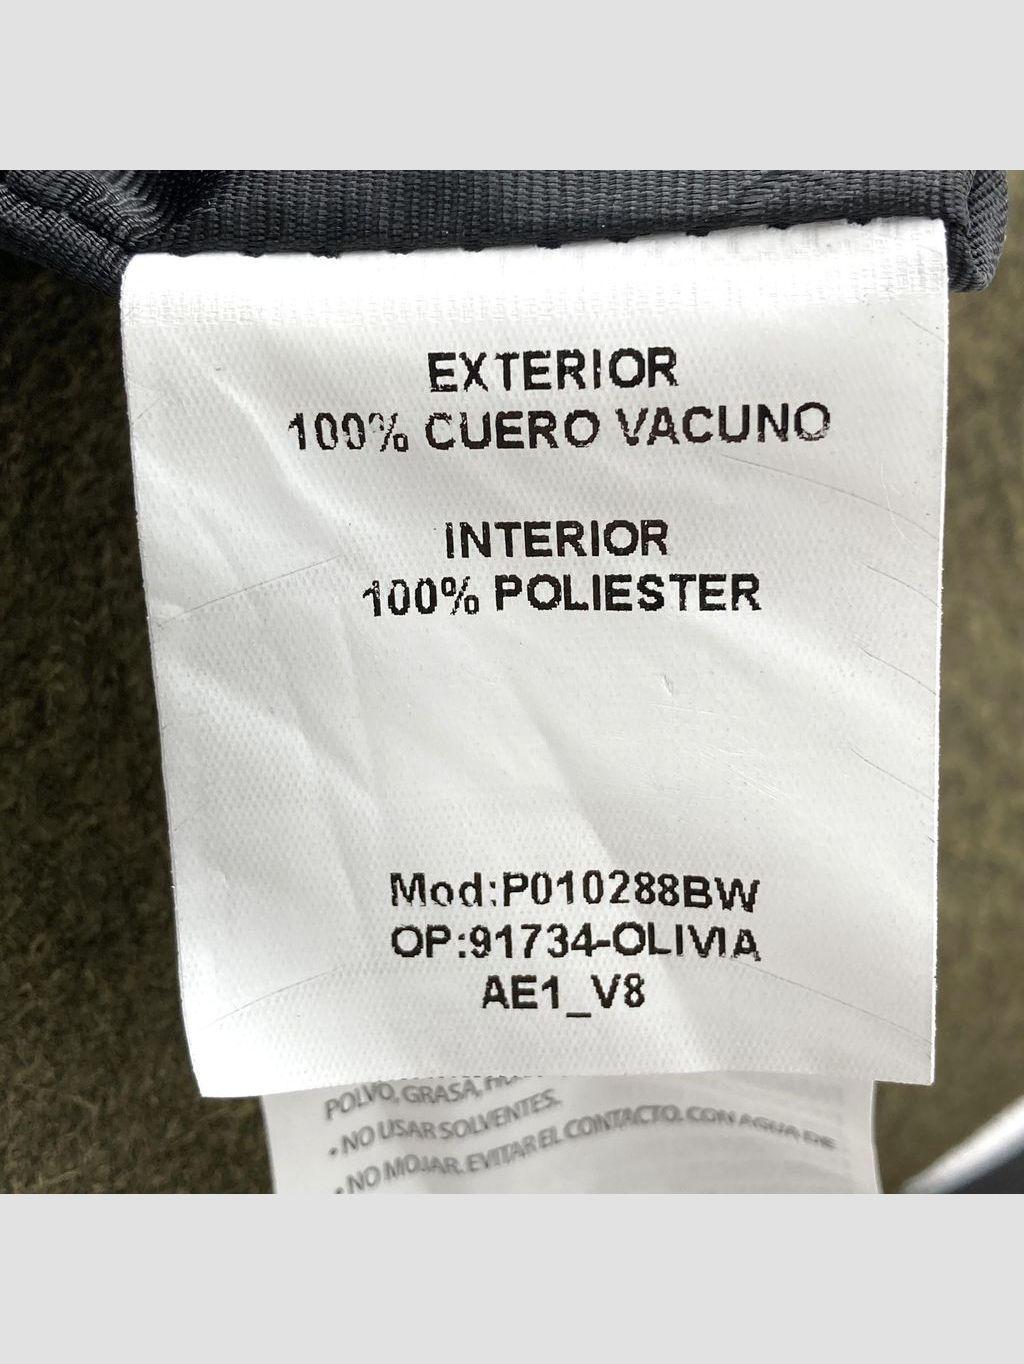 EXTERIOR
100% CUERO VACUNO
INTERIOR
100% POLIESTER
Mod:P010288BW
OP:91734-OLIVIA
AE1_V8
POLVO, GRASA,
• NO USAR SOLVENTES.
• NO MOJAR. EVITAR EL CONTACTO. CON AGUA DE